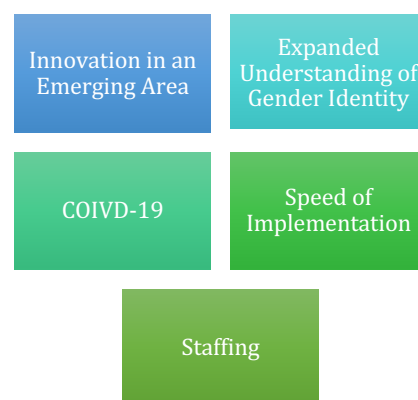 Innovation in an
Emerging Area
Expanded
Understanding of
Gender Identity
COIVD-19
Speed of
Implementation
Staffing